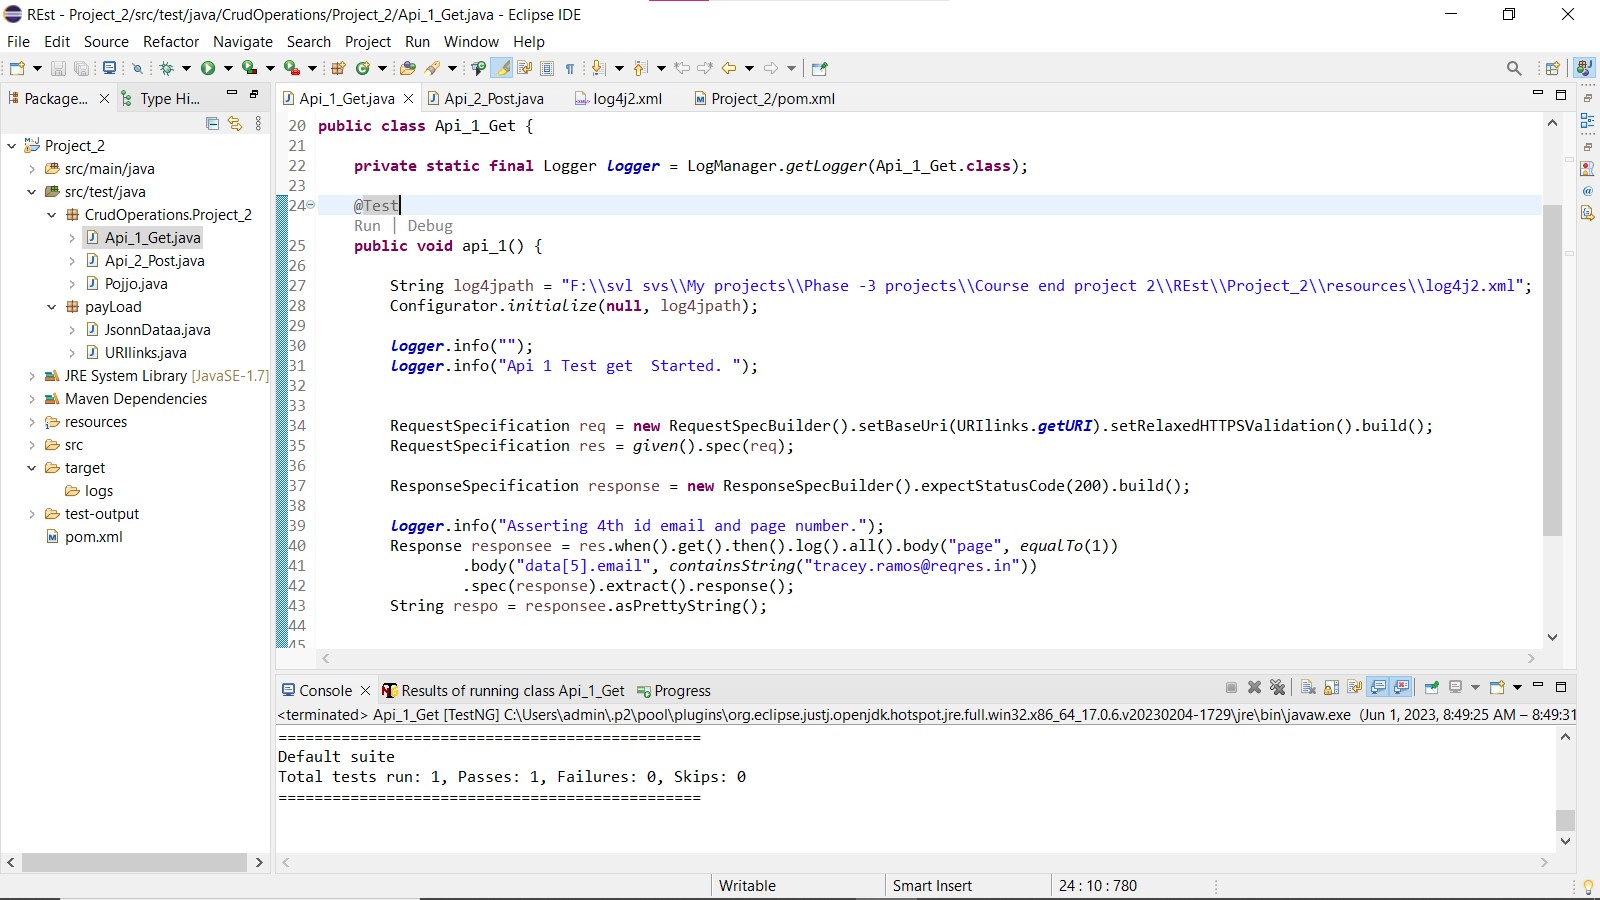 REst - Project_2/src/test/java/CrudOperations/Project_2/Api_1_Get.java - Eclipse IDE
File Edit Source Refactor Navigate Search Project Run Window Help
Package... Type Hi...
Project_2
src/main/java
src/test/java
CrudOperations.Project_2
Api_1_Get.java
Api_2_Post.java
Pojjo.java
payLoad
JsonnDataa.java
URIlinks.java
JRE System Library [JavaSE-1.7]
Maven Dependencies
resources
src
target
logs
test-output
pom.xml
Api_1_Get.java Api_2_Post.java log4j2.xml Project_2/pom.xml
20 public class Api_1_Get {
21
22 private static final Logger logger = LogManager.getLogger(Api_1_Get.class);
23
24 @Test
Run | Debug
25 public void api_1() {
26
27 String log4jpath = "F:\\svl svs\\My projects\\Phase -3 projects\\Course end project 2\\REst\\Project_2\\resources\\log4j2.xml";
28 Configurator.initialize(null, log4jpath);
29
30 logger.info("");
31 logger.info("Api 1 Test get  Started. ");
32
33
34 RequestSpecification req = new RequestSpecBuilder().setBaseUri(URIlinks.getURI).setRelaxedHTTPSValidation().build();
35 RequestSpecification res = given().spec(req);
36
37 ResponseSpecification response = new ResponseSpecBuilder().expectStatusCode(200).build();
38
39 logger.info("Asserting 4th id email and page number.");
40 Response responsee = res.when().get().then().log().all().body("page", equalTo(1))
41 .body("data[5].email", containsString("tracey.ramos@reqres.in"))
42 .spec(response).extract().response();
43 String respo = responsee.asPrettyString();
44
45
Console Results of running class Api_1_Get Progress
<terminated> Api_1_Get [TestNG] C:\Users\admin\.p2\pool\plugins\org.eclipse.justj.openjdk.hotspot.jre.full.win32.x86_64_17.0.6.v20230204-1729\jre\bin\javaw.exe (Jun 1, 2023, 8:49:25 AM – 8:49:31
===============================================
Default suite
Total tests run: 1, Passes: 1, Failures: 0, Skips: 0
===============================================
Writable Smart Insert 24 : 10 : 780